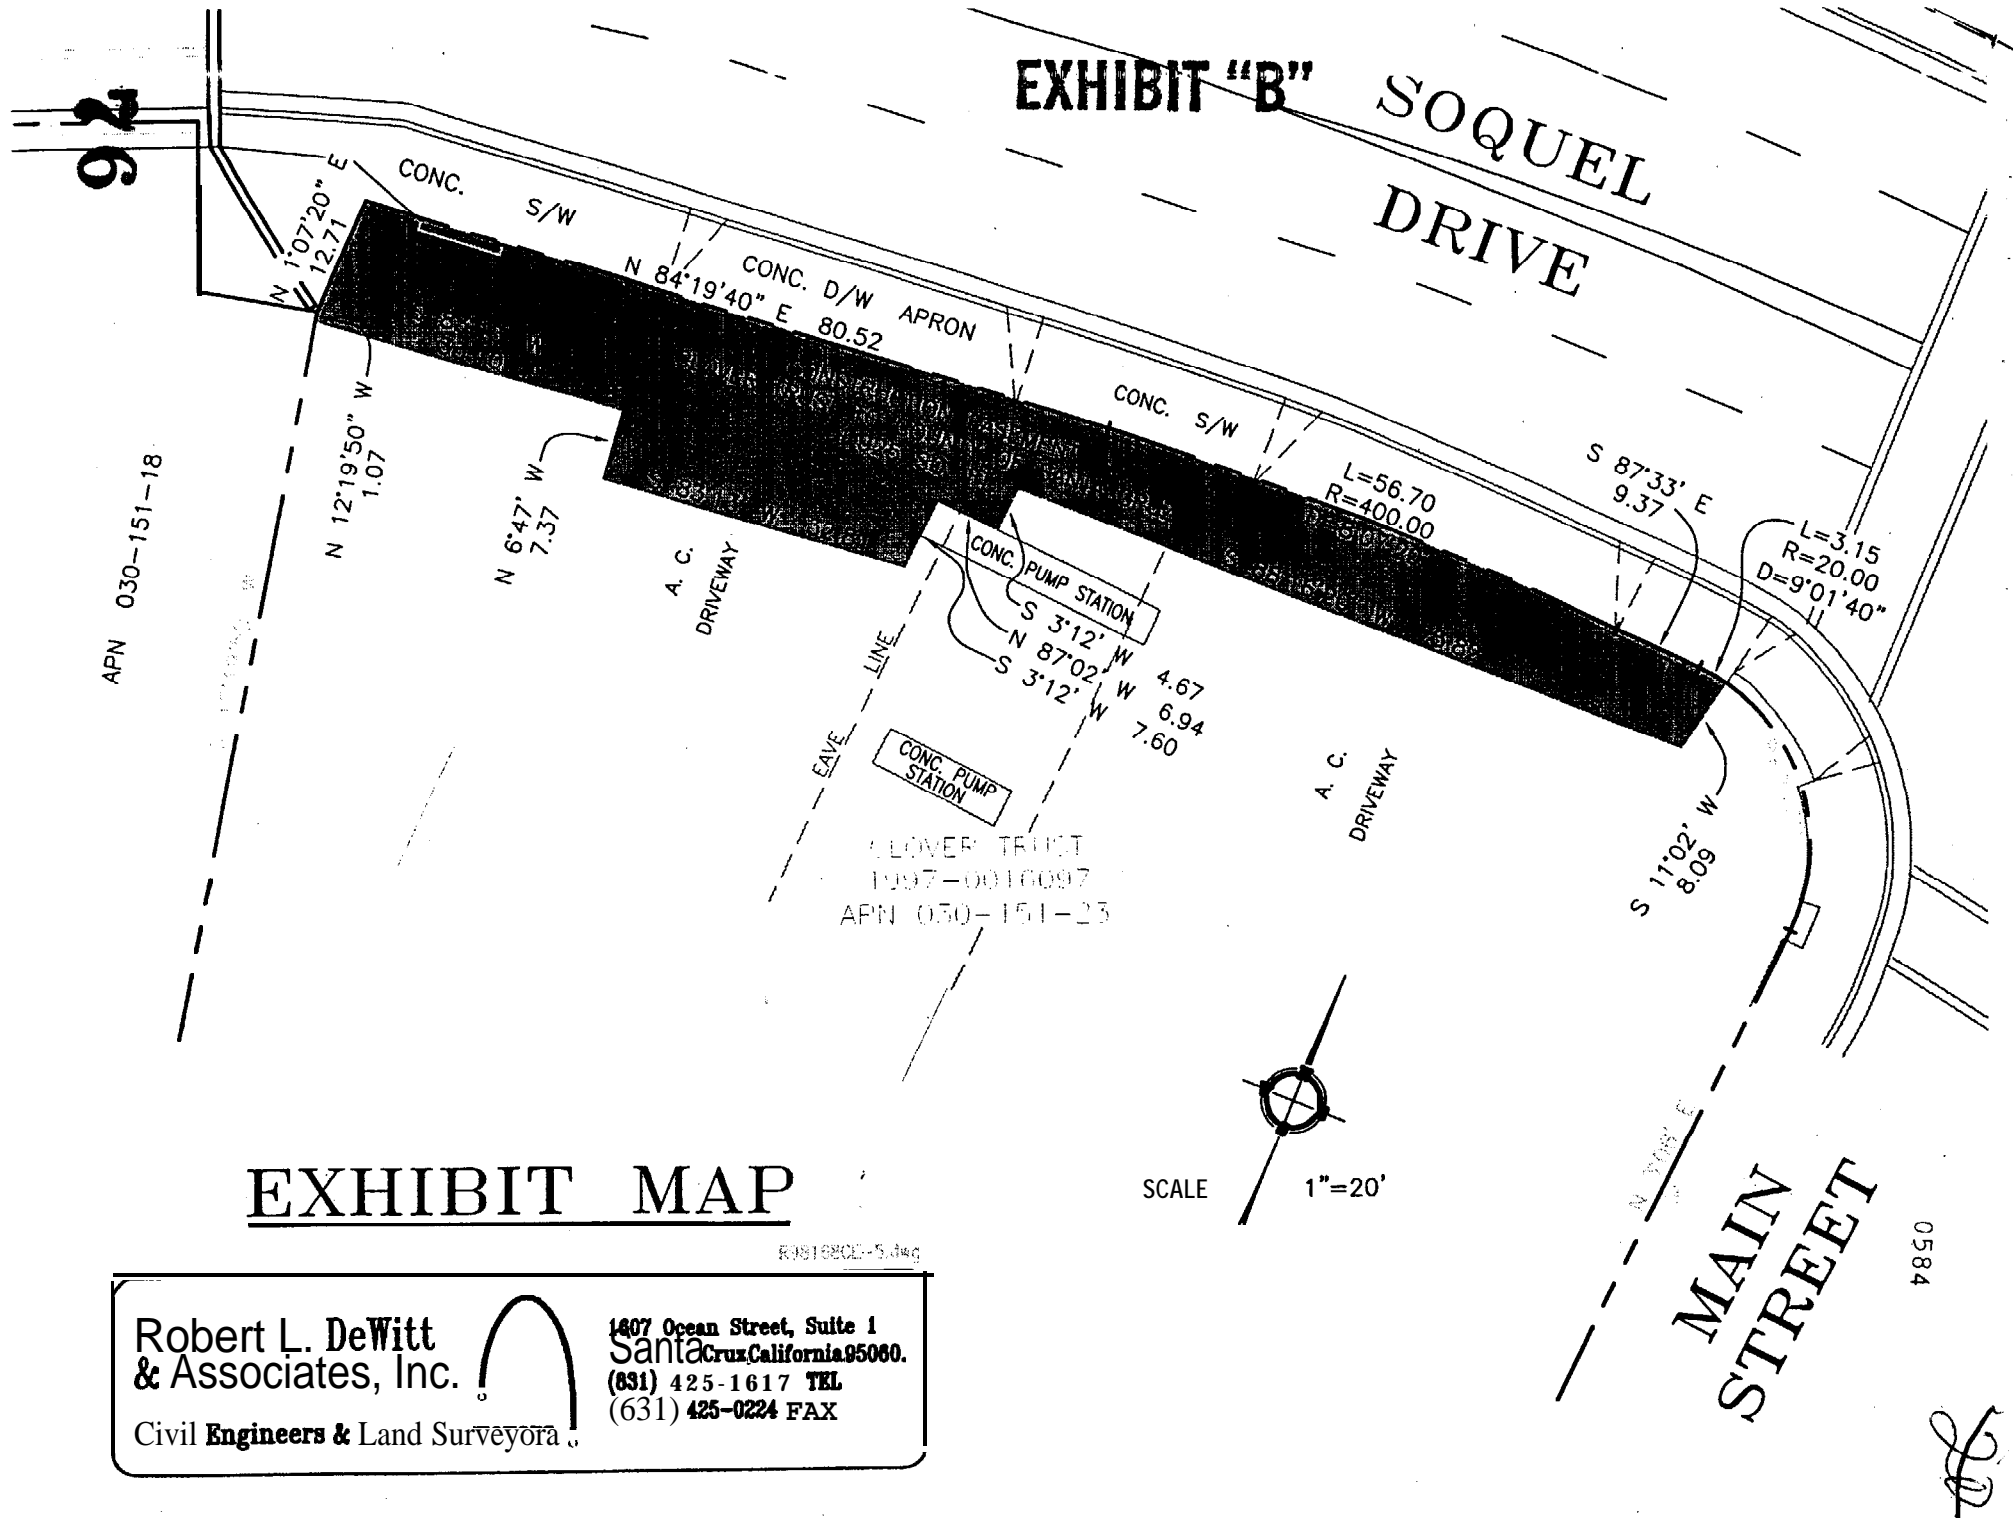 EXHIBIT "B"
SOQUEL
DRIVE
92
CONC.
S/W
N 1°07'20" E
12.71
N 84°19'40" E 80.52
CONC. D/W APRON
CONC. S/W
L=56.70
R=400.00
S 87°33' E
9.37
L=3.15
R=20.00
D=9°01'40"
APN 030-151-18
N 12°19'50" W
1.07
N 6°47' W
7.37
A. C.
DRIVEWAY
CONC. PUMP STATION
S 3°12' W 4.67
N 87°02' W 6.94
S 3°12' W 7.60
EAVE LINE
CONC. PUMP
STATION
TRUST
1997-0016097
APN 030-151-23
A. C.
DRIVEWAY
S 11°02' W
8.09
EXHIBIT MAP
SCALE 1"=20'
MAIN
STREET
0584
Robert L. DeWitt
& Associates, Inc.
Civil Engineers & Land Surveyora
1607 Ocean Street, Suite 1
Santa Cruz, California 95060.
(831) 425-1617 TEL
(631) 425-0224 FAX